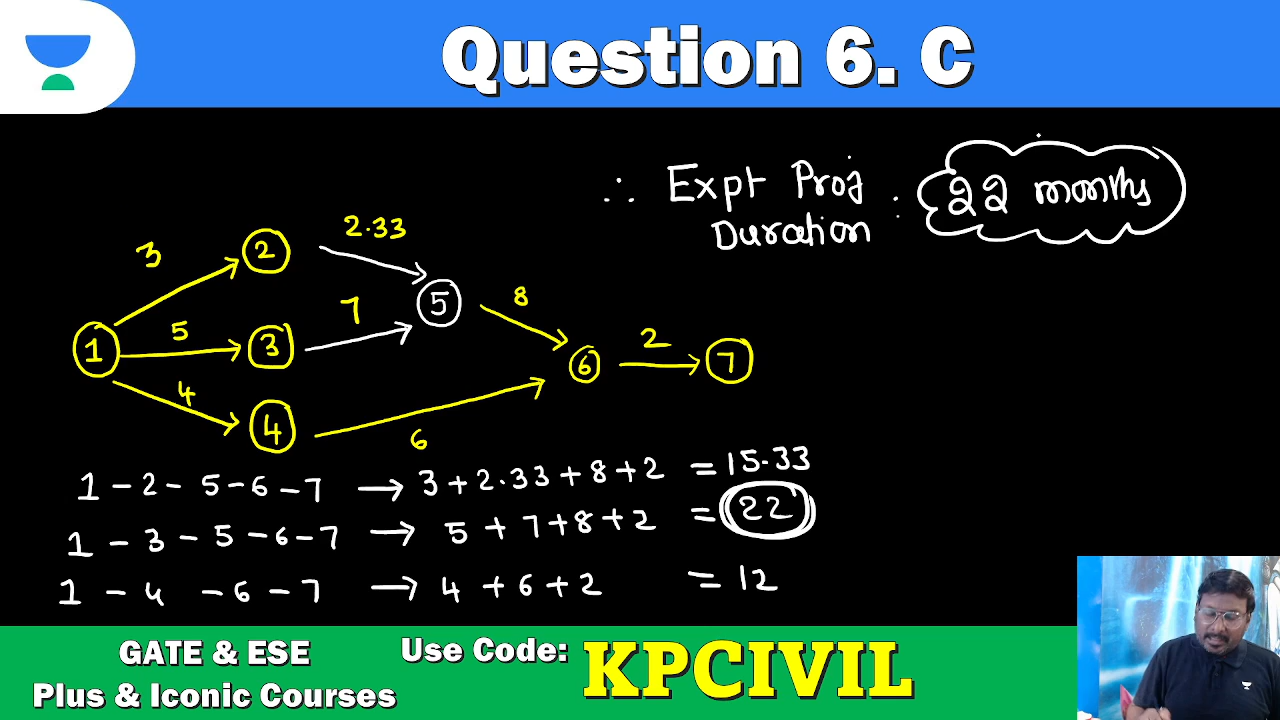 Question 6. C
∴ Expt Proj
Duration : 22 months
3
2
2.33
1
5
3
7
5
8
4
4
6
6
2
7
1 - 2 - 5 - 6 - 7 → 3 + 2.33 + 8 + 2 = 15.33
1 - 3 - 5 - 6 - 7 → 5 + 7 + 8 + 2 = 22
1 - 4 - 6 - 7 → 4 + 6 + 2 = 12
GATE & ESE
Plus & Iconic Courses
Use Code: KPCIVIL